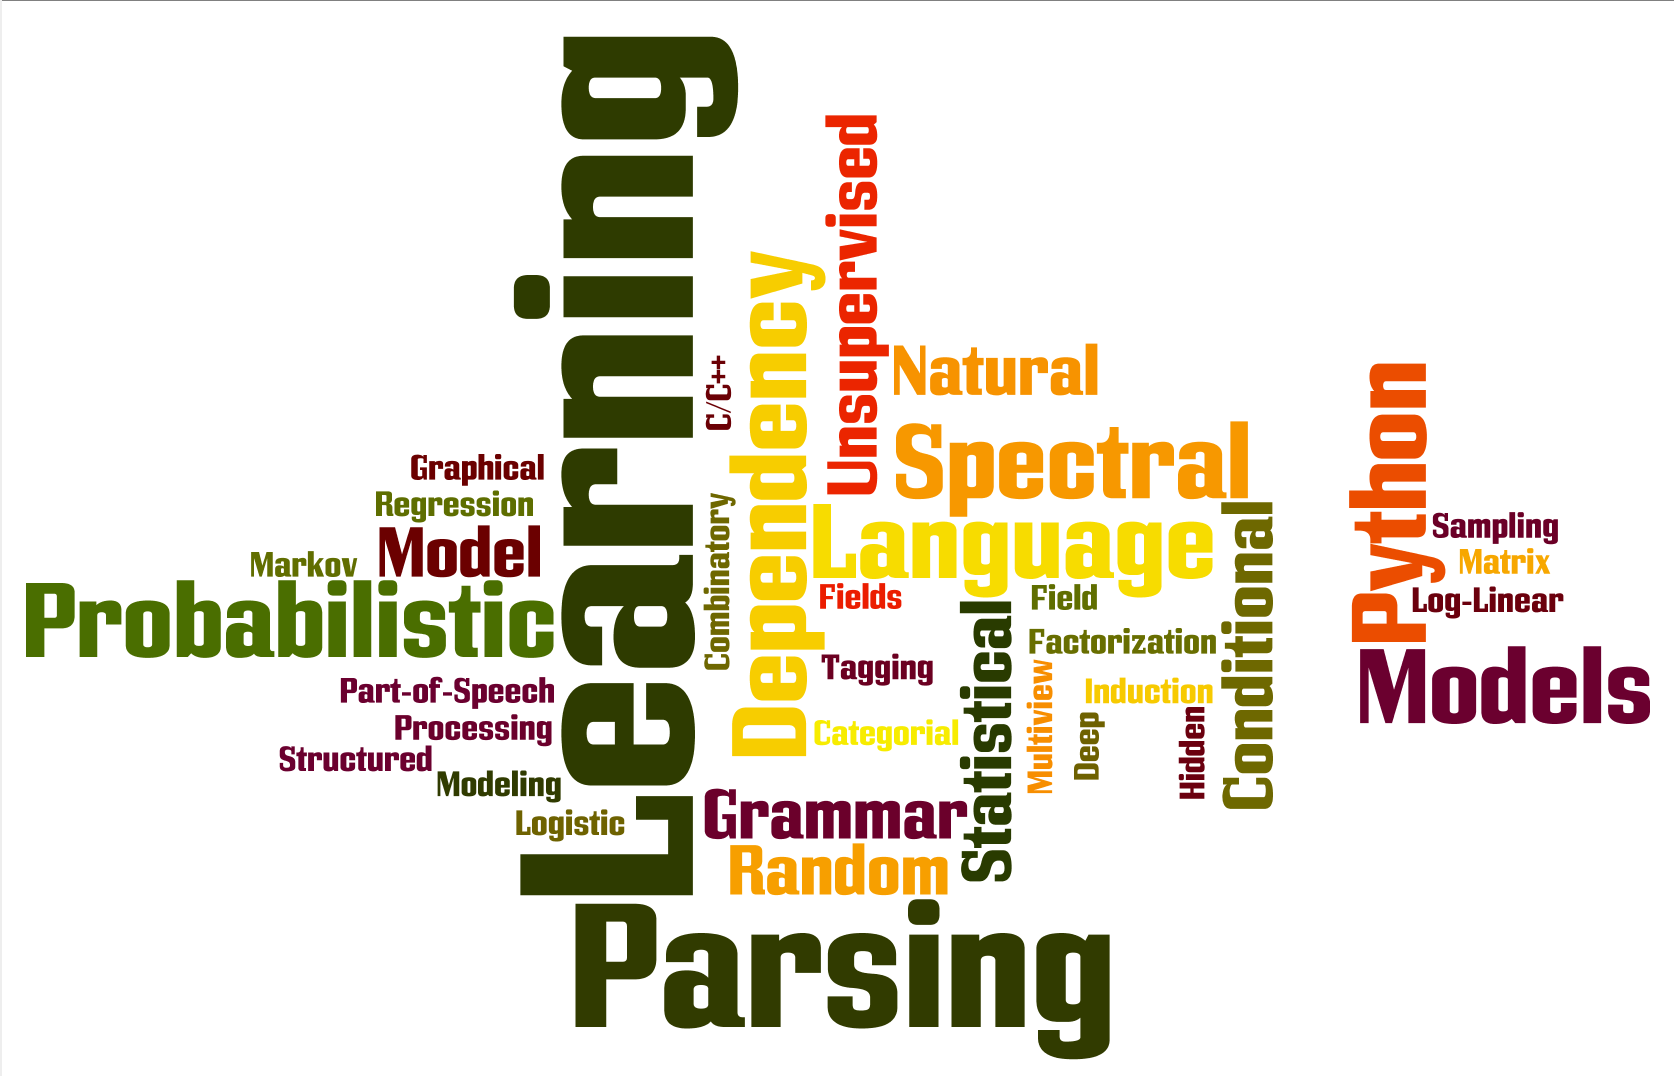 Learning
Unsupervised
Dependency
C/C++
Natural
Python
Spectral
Graphical
Regression
Combinatory
Language
Conditional
Sampling
Model
Markov
Matrix
Probabilistic
Fields
Field
Log-Linear
Statistical
Factorization
Tagging
Models
Multiview
Part-of-Speech
Induction
Processing
Categorial
Deep
Hidden
Structured
Modeling
Logistic
Grammar
Random
Parsing